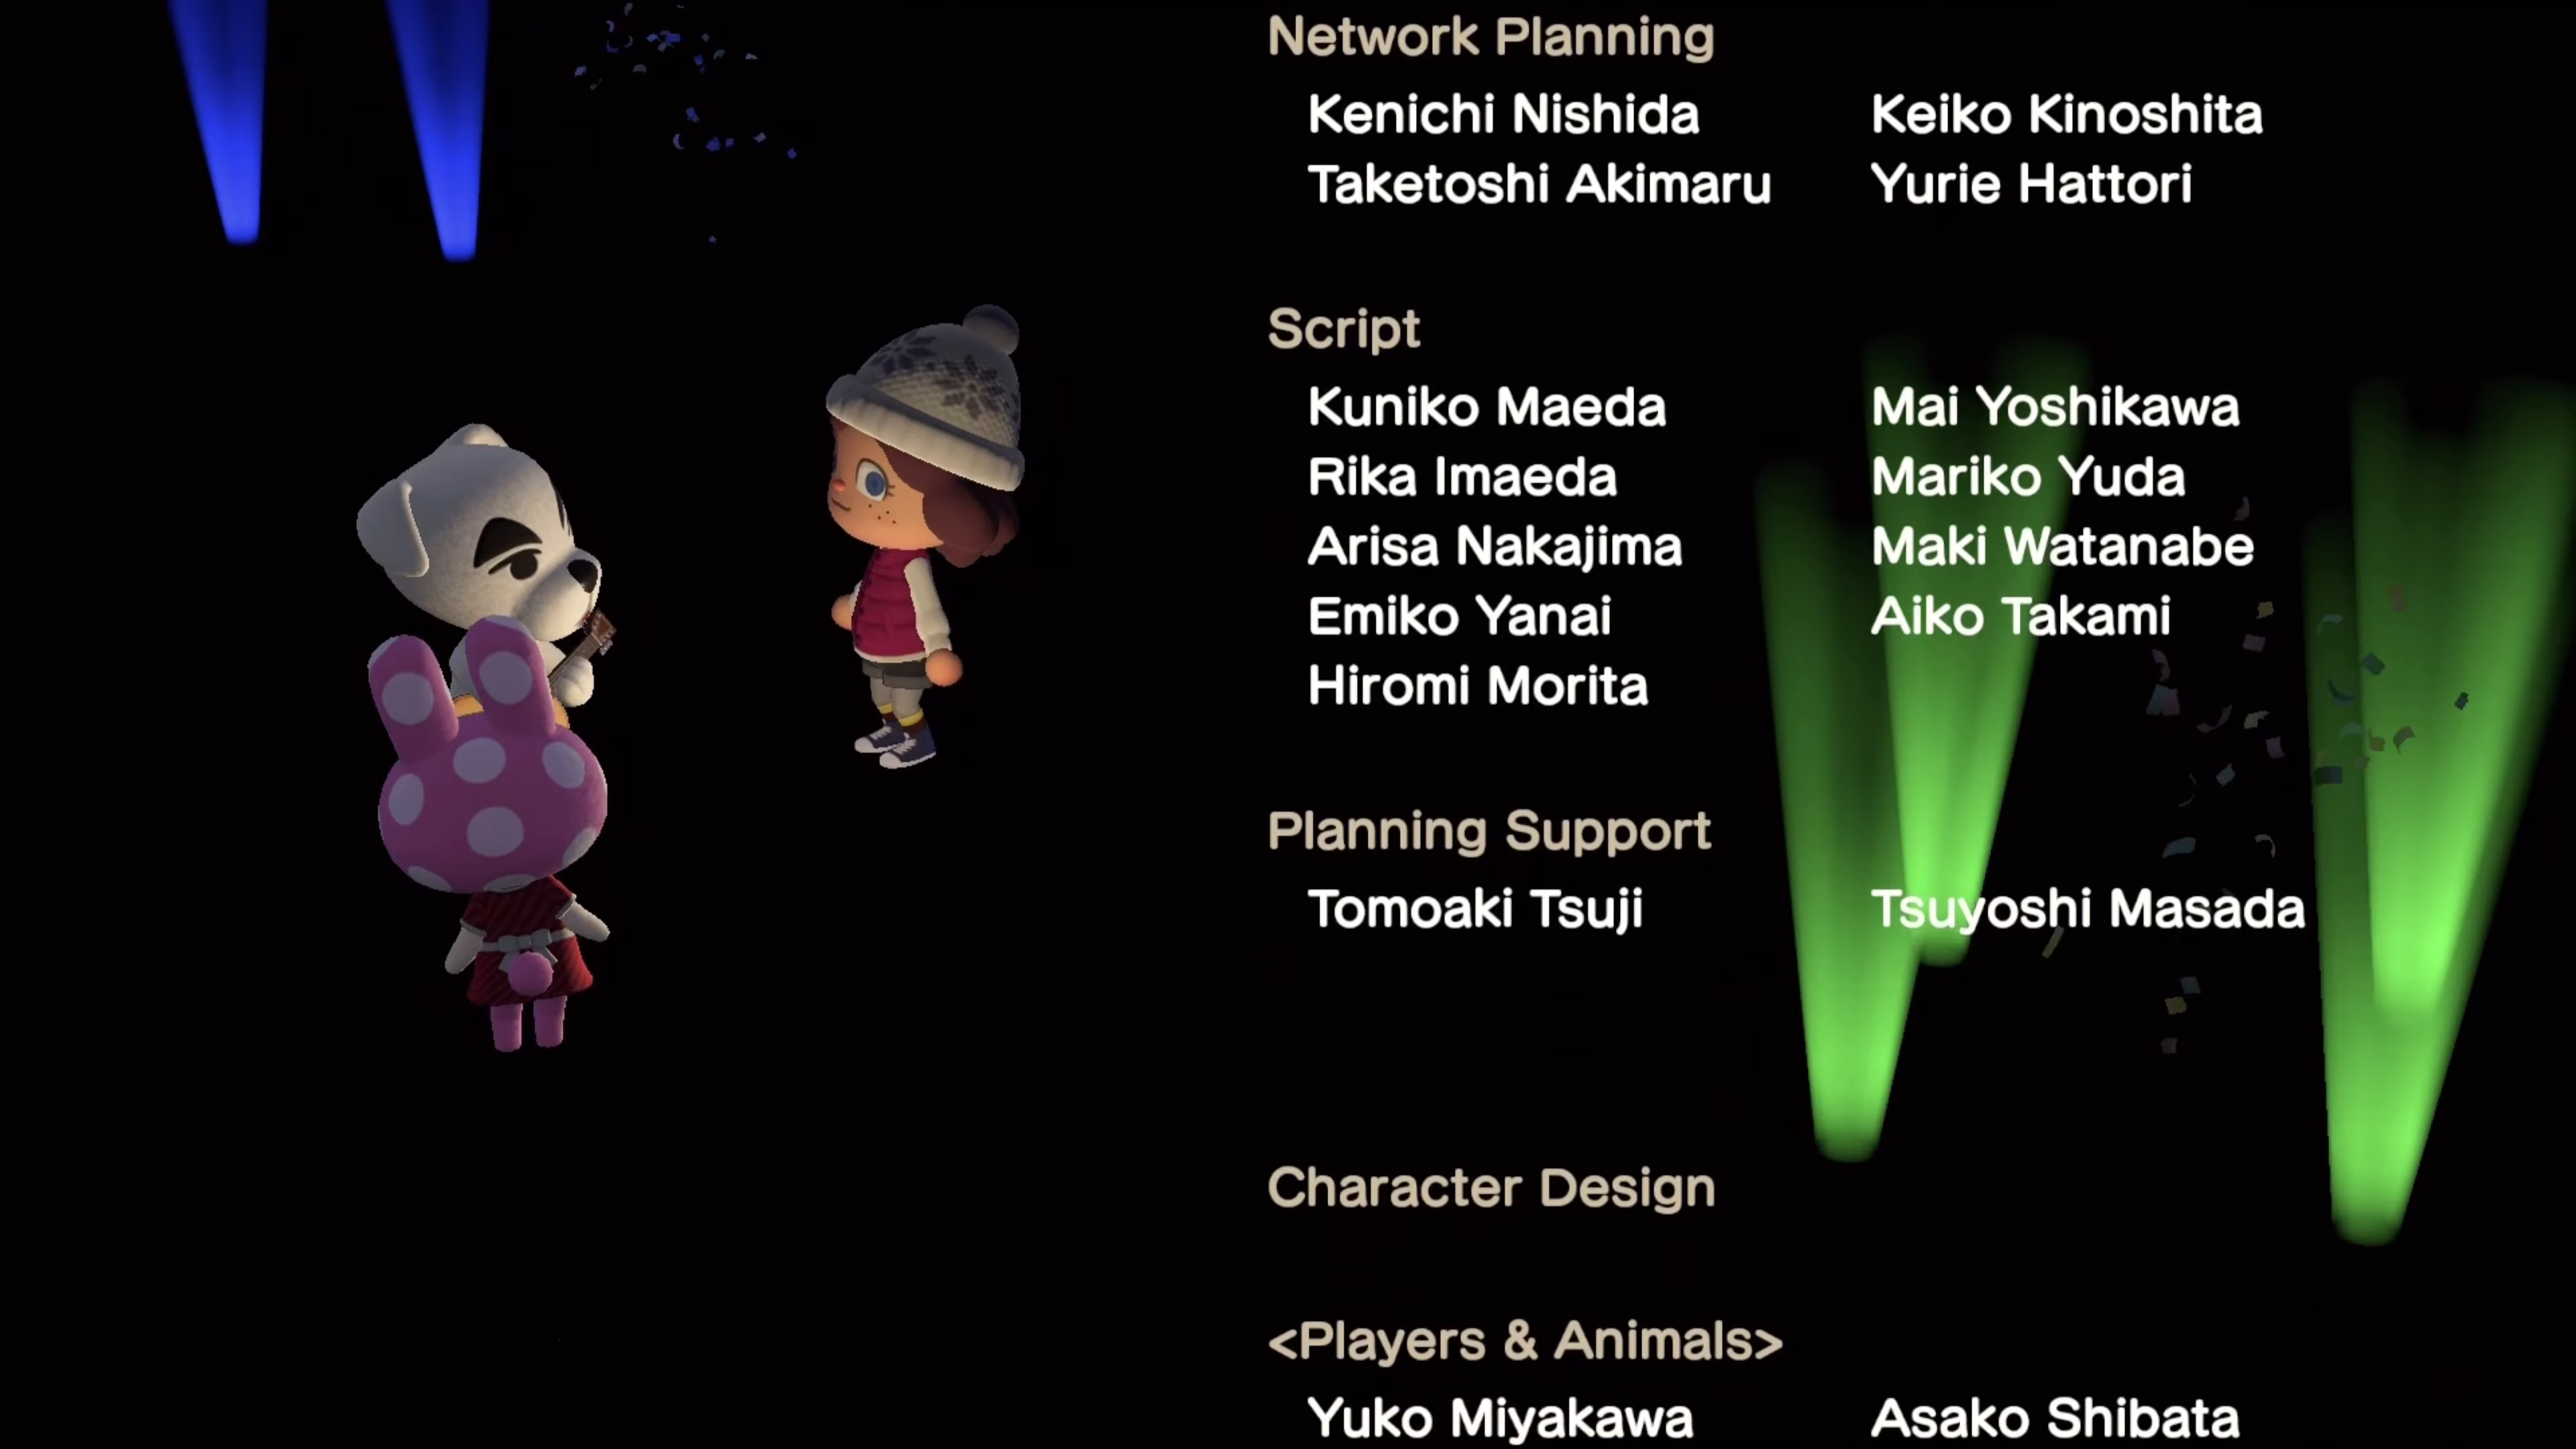 Network Planning
Kenichi Nishida Keiko Kinoshita
Taketoshi Akimaru Yurie Hattori
Script
Kuniko Maeda Mai Yoshikawa
Rika Imaeda Mariko Yuda
Arisa Nakajima Maki Watanabe
Emiko Yanai Aiko Takami
Hiromi Morita
Planning Support
Tomoaki Tsuji Tsuyoshi Masada
Character Design
<Players & Animals>
Yuko Miyakawa Asako Shibata